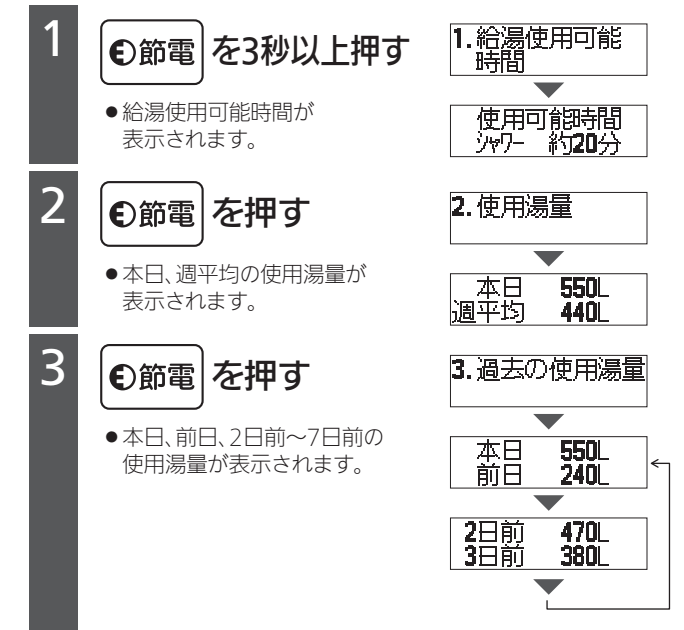 1
節電 を3秒以上押す
●給湯使用可能時間が
表示されます。
1.給湯使用可能
時間
使用可能時間
シャワー 約20分
2
節電 を押す
●本日、週平均の使用湯量が
表示されます。
2.使用湯量
本日 550L
週平均 440L
3
節電 を押す
●本日、前日、2日前～7日前の
使用湯量が表示されます。
3.過去の使用湯量
本日 550L
前日 240L
2日前 470L
3日前 380L